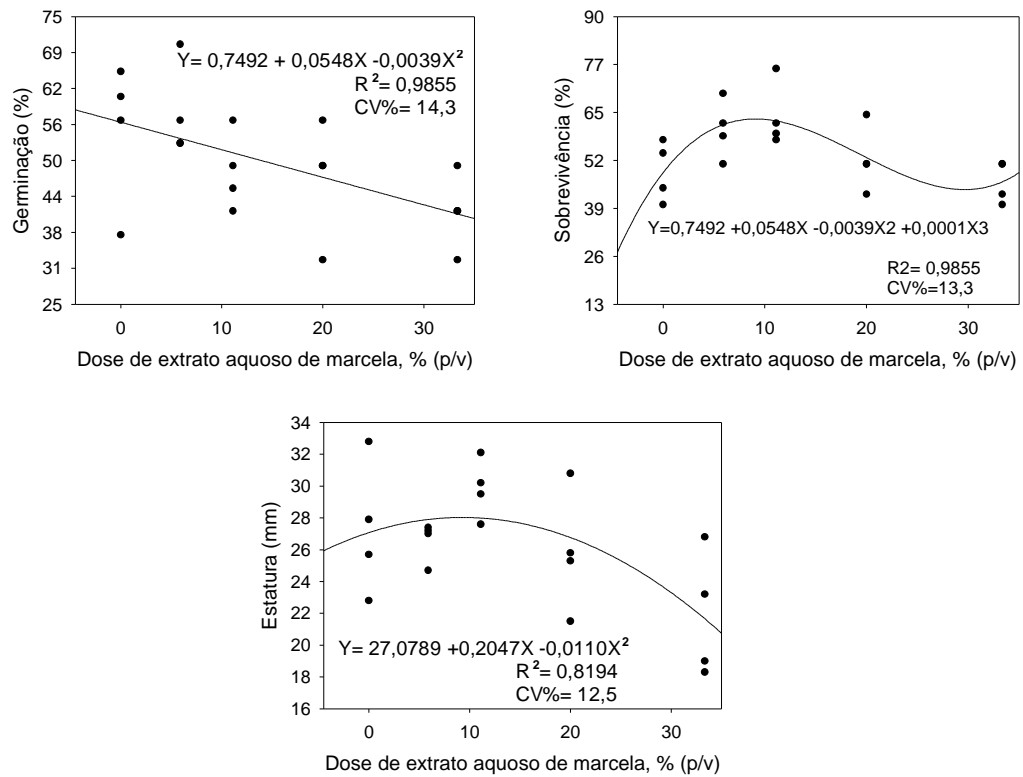 75
69
62
56
50
44
38
31
25
Germinação (%)
Y= 0,7492 + 0,0548X -0,0039X²
R²= 0,9855
CV%= 14,3
0 10 20 30
Dose de extrato aquoso de marcela, % (p/v)
90
77
65
52
39
26
13
Sobrevivência (%)
Y=0,7492 +0,0548X -0,0039X2 +0,0001X3
R2= 0,9855
CV%=13,3
0 10 20 30
Dose de extrato aquoso de marcela, % (p/v)
34
32
30
28
26
24
22
20
18
16
Estatura (mm)
Y= 27,0789 +0,2047X -0,0110X²
R²= 0,8194
CV%= 12,5
0 10 20 30
Dose de extrato aquoso de marcela, % (p/v)